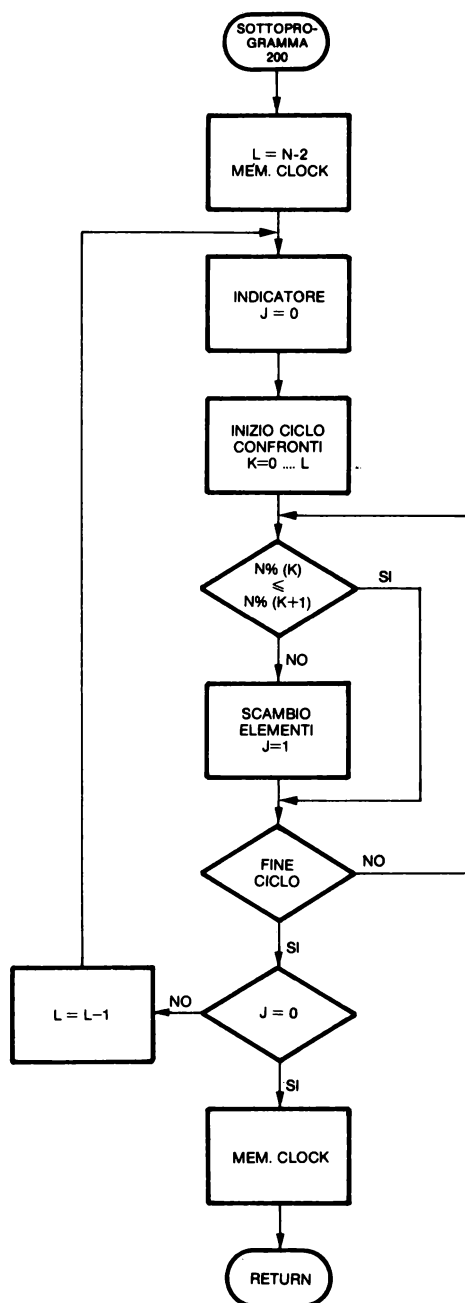 SOTTOPRO-
GRAMMA
200
L = N-2
MEM. CLOCK
INDICATORE
J = 0
INIZIO CICLO
CONFRONTI
K=0 .... L
N% (K)
⩽
N% (K+1)
SI
NO
SCAMBIO
ELEMENTI
J=1
FINE
CICLO
NO
SI
L = L-1
NO
J = 0
SI
MEM. CLOCK
RETURN